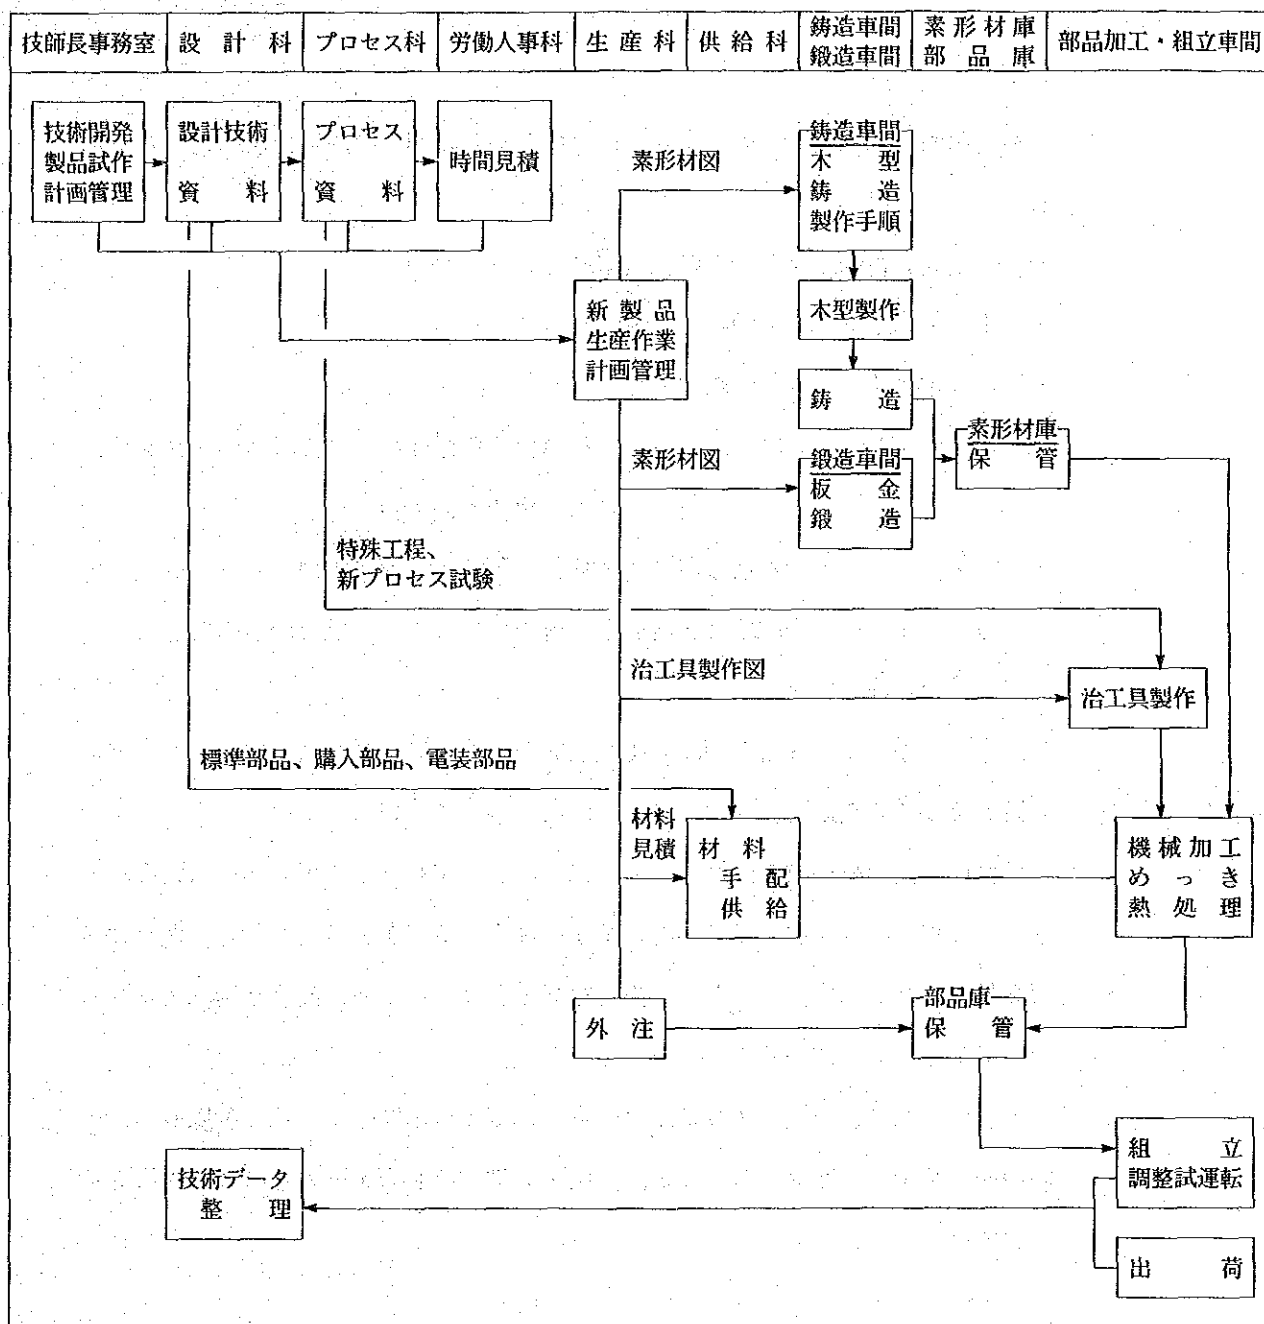 技師長事務室
設計科
プロセス科
労働人事科
生産科
供給科
鋳造車間
鍛造車間
素形材庫
部品庫
部品加工・組立車間
技術開発
製品試作
計画管理
設計技術
資料
プロセス
資料
時間見積
素形材図
鋳造車間
木型
鋳造
製作手順
新製品
生産作業
計画管理
木型製作
鋳造
素形材図
鍛造車間
板金
鍛造
素形材庫
保管
特殊工程、
新プロセス試験
治工具製作図
治工具製作
標準部品、購入部品、電装部品
材料
見積
材料
手配
供給
機械加工
めっき
熱処理
外注
部品庫
保管
組立
調整試運転
技術データ
整理
出荷